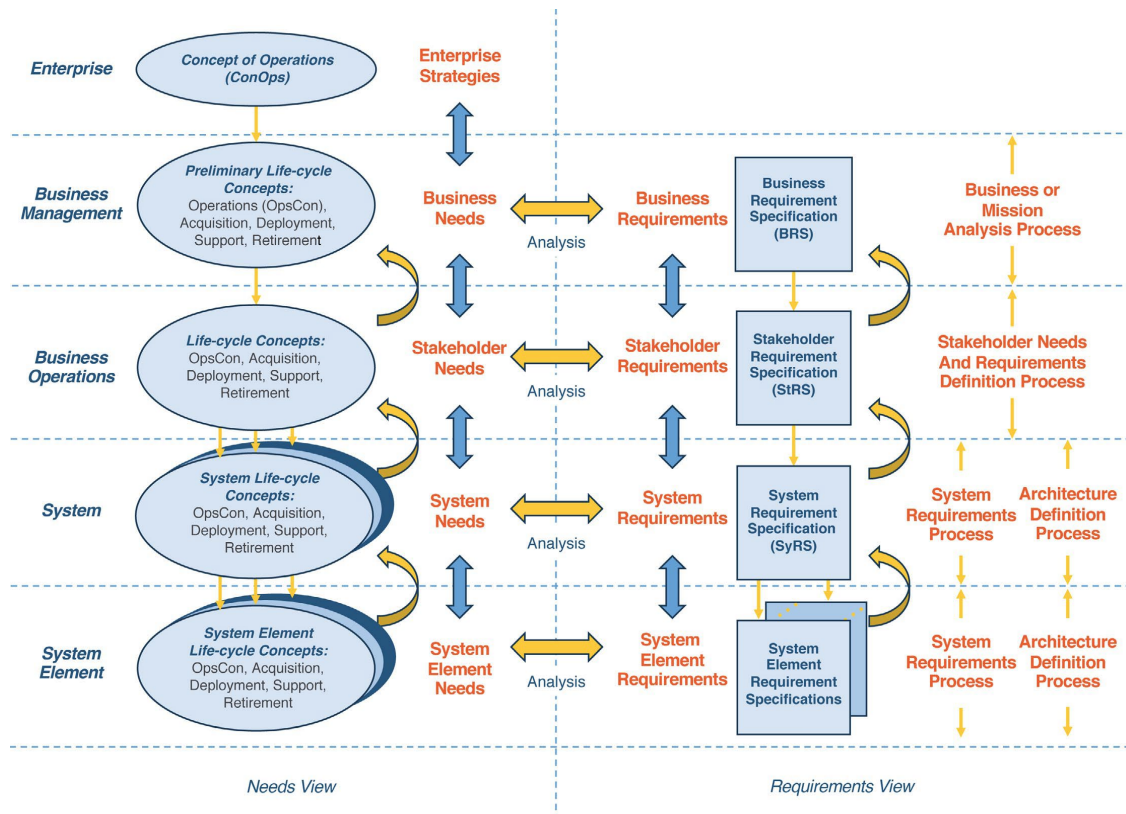 Enterprise
Concept of Operations
(ConOps)
Enterprise
Strategies
Business
Management
Preliminary Life-cycle
Concepts:
Operations (OpsCon),
Acquisition, Deployment,
Support, Retirement
Business
Needs
Analysis
Business
Requirements
Business
Requirement
Specification
(BRS)
Business or
Mission
Analysis Process
Business
Operations
Life-cycle Concepts:
OpsCon, Acquisition,
Deployment, Support,
Retirement
Stakeholder
Needs
Analysis
Stakeholder
Requirements
Stakeholder
Requirement
Specification
(StRS)
Stakeholder Needs
And Requirements
Definition Process
System
System Life-cycle
Concepts:
OpsCon, Acquisition,
Deployment, Support,
Retirement
System
Needs
Analysis
System
Requirements
System
Requirement
Specification
(SyRS)
System
Requirements
Process
Architecture
Definition
Process
System
Element
System Element
Life-cycle Concepts:
OpsCon, Acquisition,
Deployment, Support,
Retirement
System
Element
Needs
Analysis
System
Element
Requirements
System
Element
Requirement
Specifications
System
Requirements
Process
Architecture
Definition
Process
Needs View
Requirements View